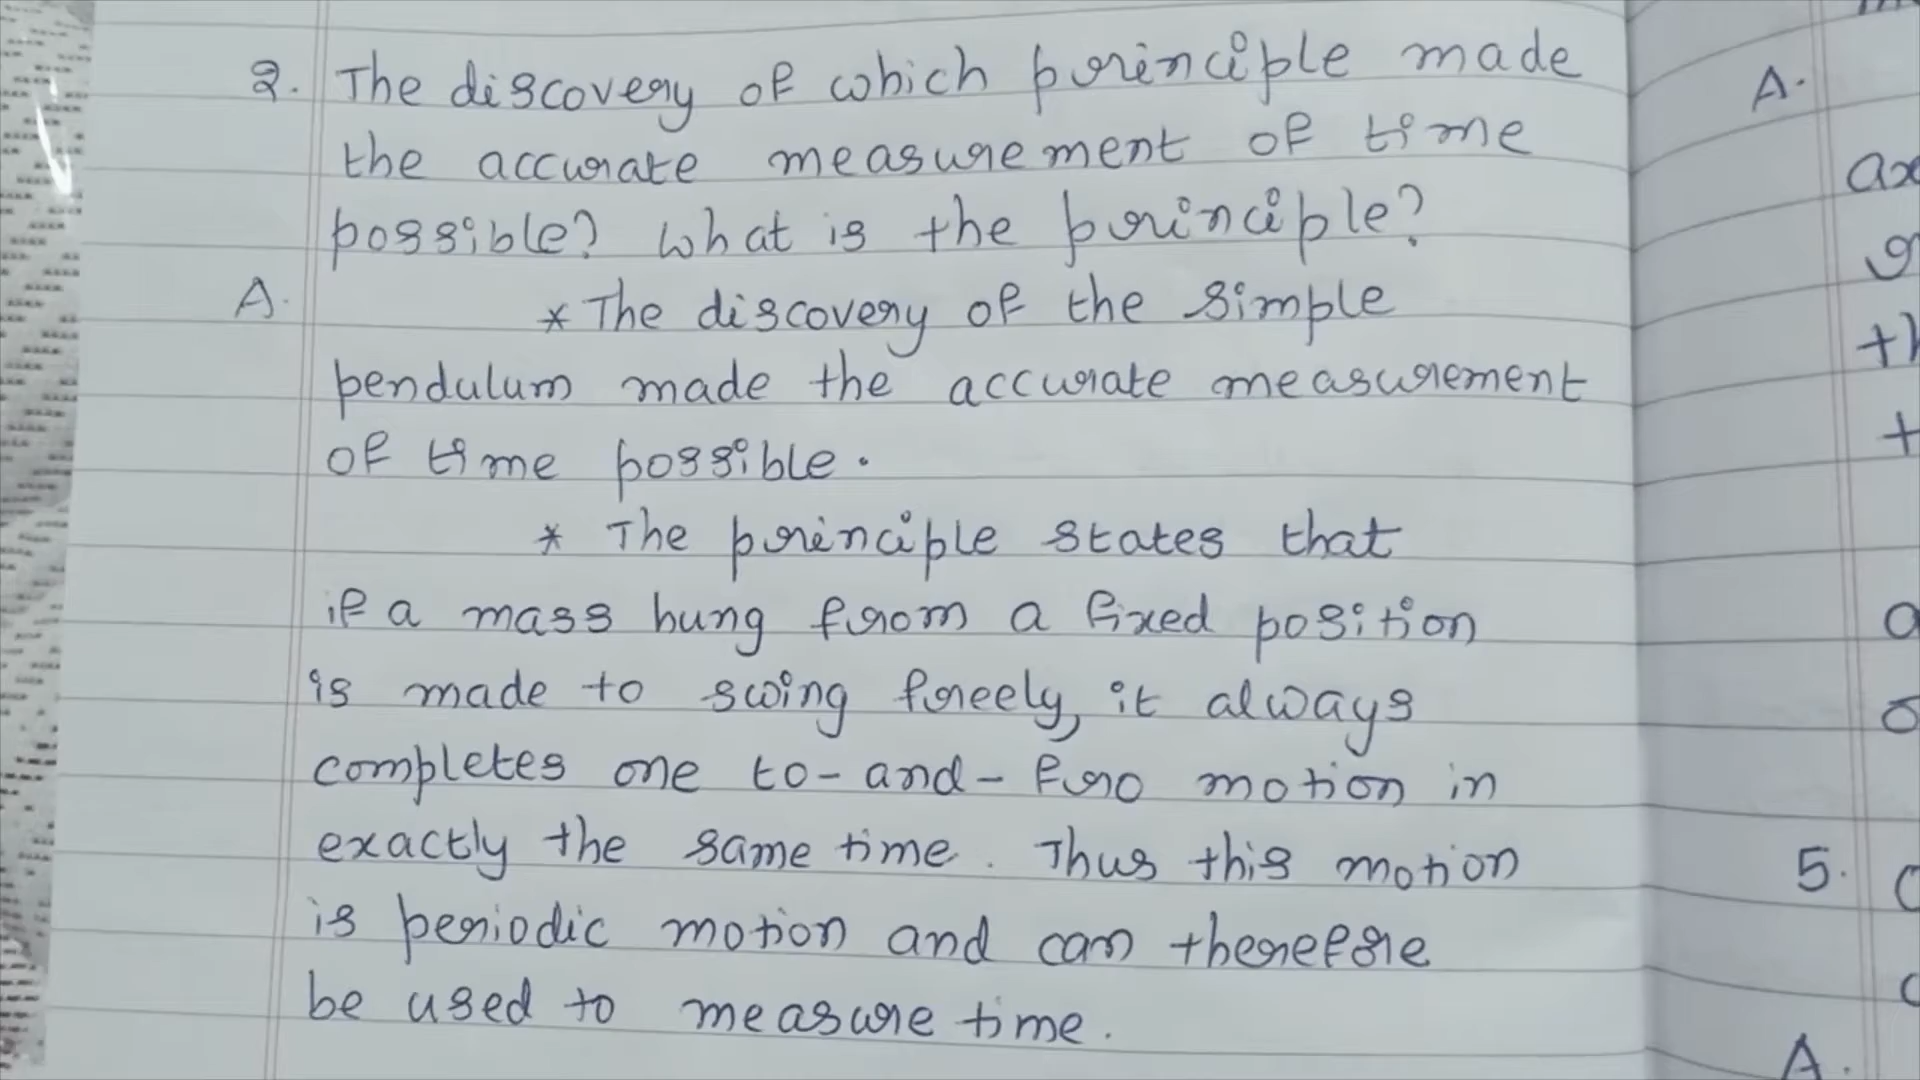 2. The discovery of which principle made
the accurate measurement of time
possible? What is the principle?
A. * The discovery of the simple
pendulum made the accurate measurement
of time possible.
* The principle states that
if a mass hung from a fixed position
is made to swing freely, it always
completes one to-and-fro motion in
exactly the same time. Thus this motion
is periodic motion and can therefore
be used to measure time.
A.
5.
A.